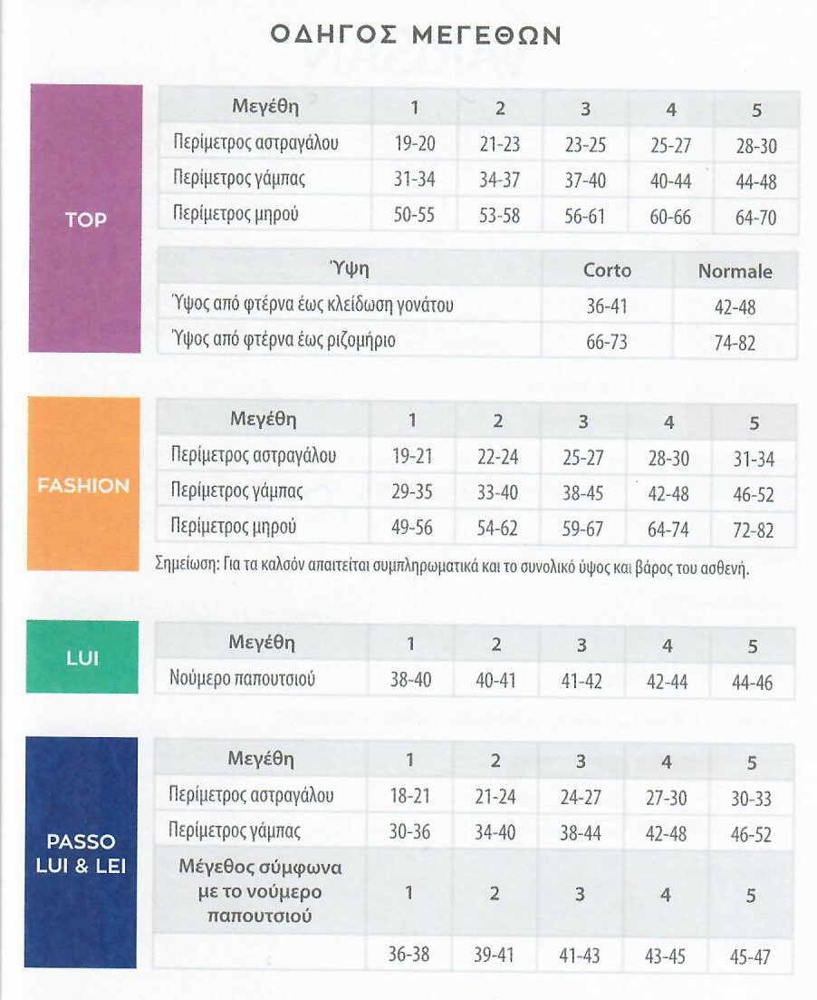 ΟΔΗΓΟΣ ΜΕΓΕΘΩΝ
TOP
Μεγέθη 1 2 3 4 5
Περίμετρος αστραγάλου 19-20 21-23 23-25 25-27 28-30
Περίμετρος γάμπας 31-34 34-37 37-40 40-44 44-48
Περίμετρος μηρού 50-55 53-58 56-61 60-66 64-70
Ύψη Corto Normale
Ύψος από φτέρνα έως κλείδωση γονάτου 36-41 42-48
Ύψος από φτέρνα έως ριζομήριο 66-73 74-82
FASHION
Μεγέθη 1 2 3 4 5
Περίμετρος αστραγάλου 19-21 22-24 25-27 28-30 31-34
Περίμετρος γάμπας 29-35 33-40 38-45 42-48 46-52
Περίμετρος μηρού 49-56 54-62 59-67 64-74 72-82
Σημείωση: Για τα καλσόν απαιτείται συμπληρωματικά και το συνολικό ύψος και βάρος του ασθενή.
LUI
Μεγέθη 1 2 3 4 5
Νούμερο παπουτσιού 38-40 40-41 41-42 42-44 44-46
PASSO
LUI & LEI
Μεγέθη 1 2 3 4 5
Περίμετρος αστραγάλου 18-21 21-24 24-27 27-30 30-33
Περίμετρος γάμπας 30-36 34-40 38-44 42-48 46-52
Μέγεθος σύμφωνα
με το νούμερο 1 2 3 4 5
παπουτσιού
36-38 39-41 41-43 43-45 45-47